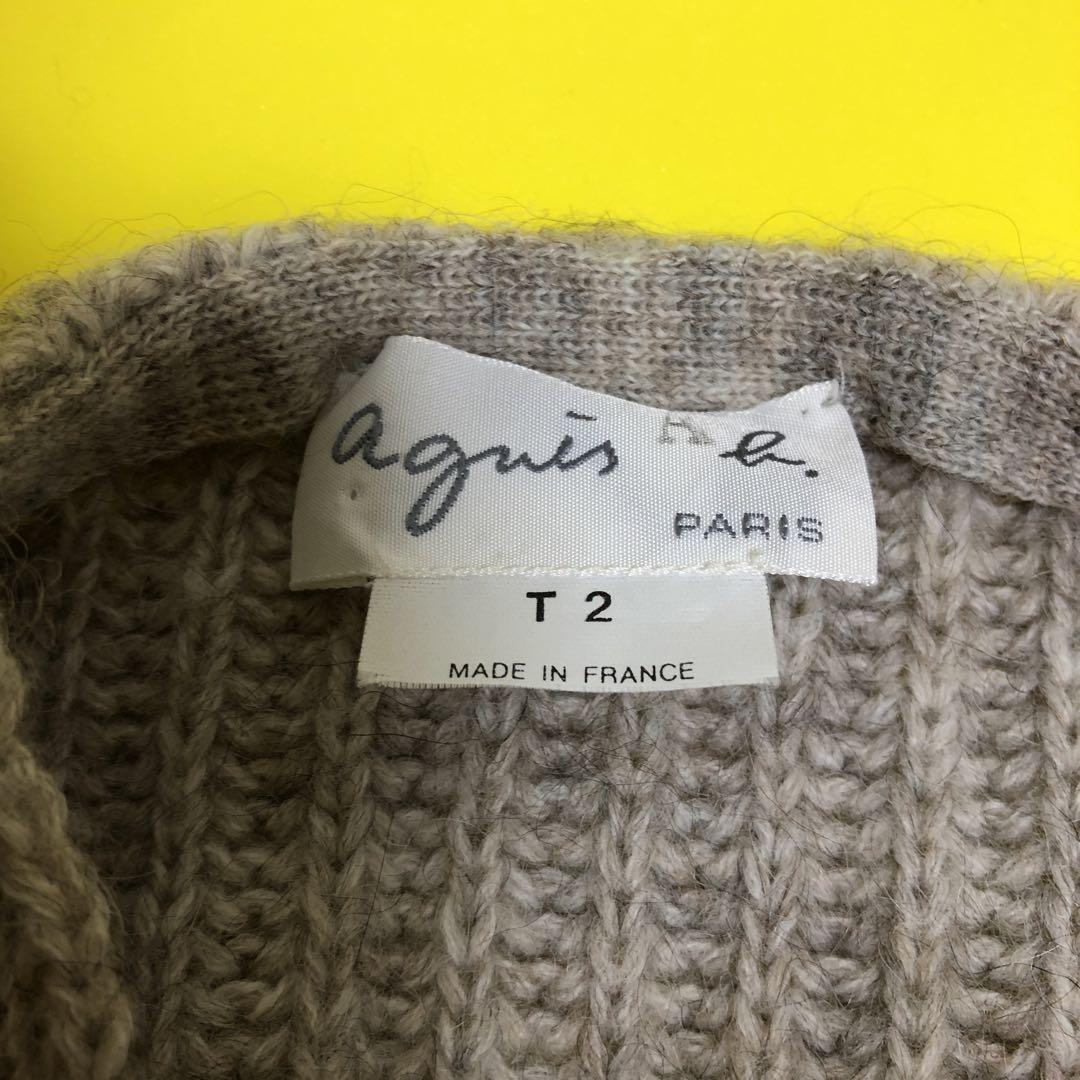 agnès b.
PARIS
T 2
MADE IN FRANCE